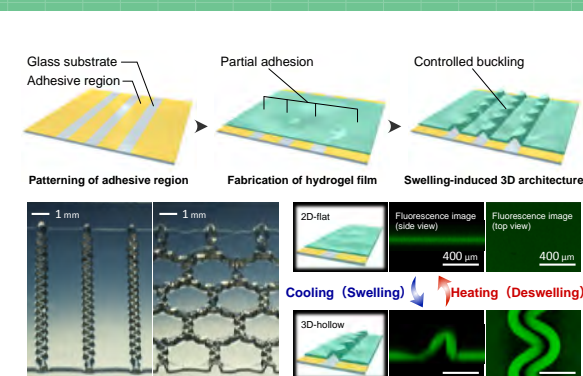 Glass substrate
Adhesive region
Partial adhesion
Controlled buckling
Patterning of adhesive region
Fabrication of hydrogel film
Swelling-induced 3D architecture
1 mm
1 mm
2D-flat
Fluorescence image
(side view)
400 μm
Fluorescence image
(top view)
400 μm
Cooling（Swelling）
Heating（Deswelling）
3D-hollow